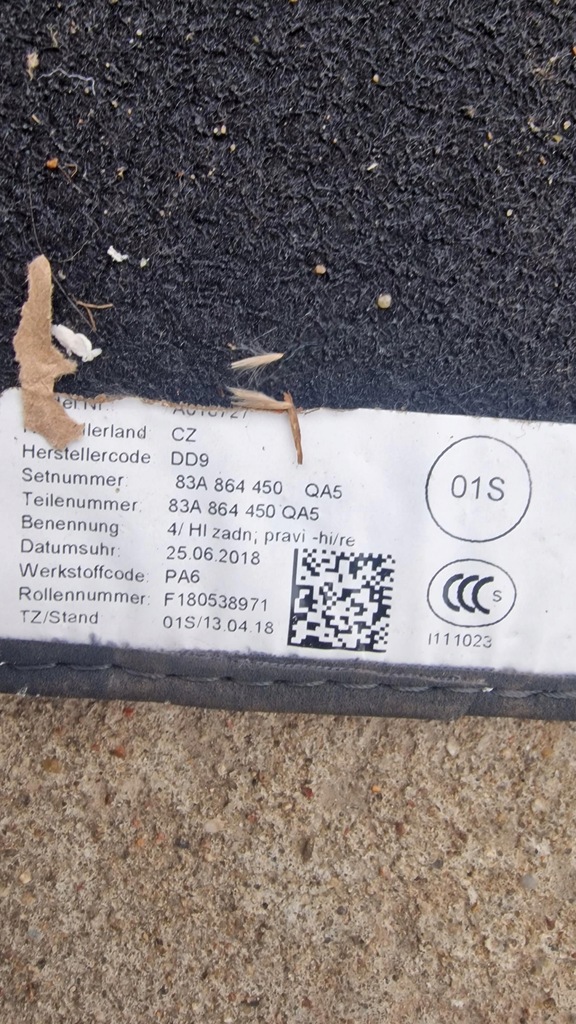 Herstellercode DD9
CZ
Setnummer: 83A 864 450 QA5
Teilenummer: 83A 864 450 QA5
Benennung: 4/ HI zadn; pravi -hi/re
Datumsuhr: 25.06.2018
Werkstoffcode: PA6
Rollennummer: F180538971
TZ/Stand 01S/13.04.18
01S
CCC S
I111023